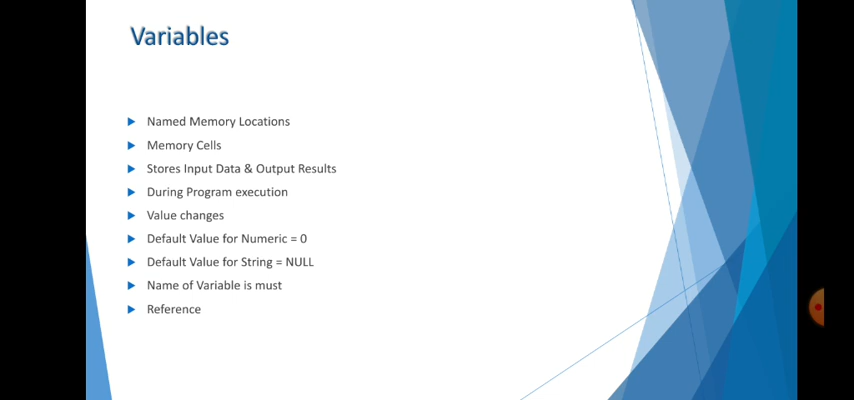 Variables
Named Memory Locations
Memory Cells
Stores Input Data & Output Results
During Program execution
Value changes
Default Value for Numeric = 0
Default Value for String = NULL
Name of Variable is must
Reference